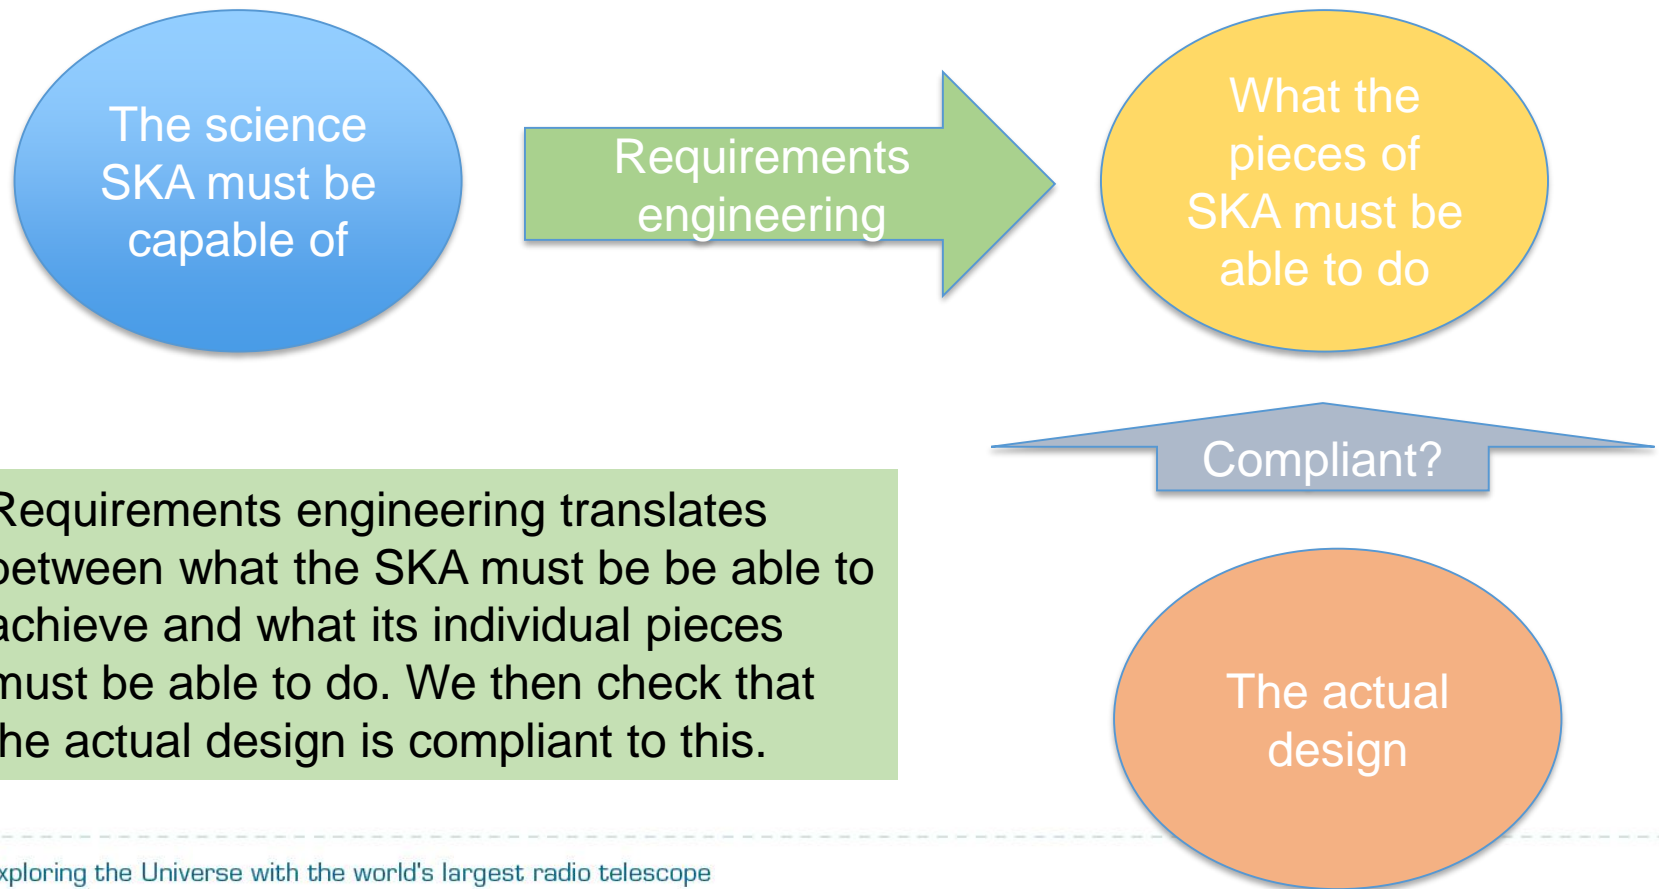 The science
SKA must be
capable of
Requirements
engineering
What the
pieces of
SKA must be
able to do
Compliant?
Requirements engineering translates
between what the SKA must be be able to
achieve and what its individual pieces
must be able to do. We then check that
the actual design is compliant to this.
The actual
design
xploring the Universe with the world's largest radio telescope